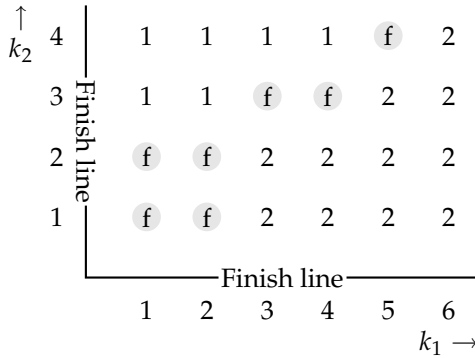 ↑ 4 1 1 1 1 f 2
k₂
3 1 1 f f 2 2
2 f f 2 2 2 2
1 f f 2 2 2 2
Finish line
Finish line
1 2 3 4 5 6
k₁ →